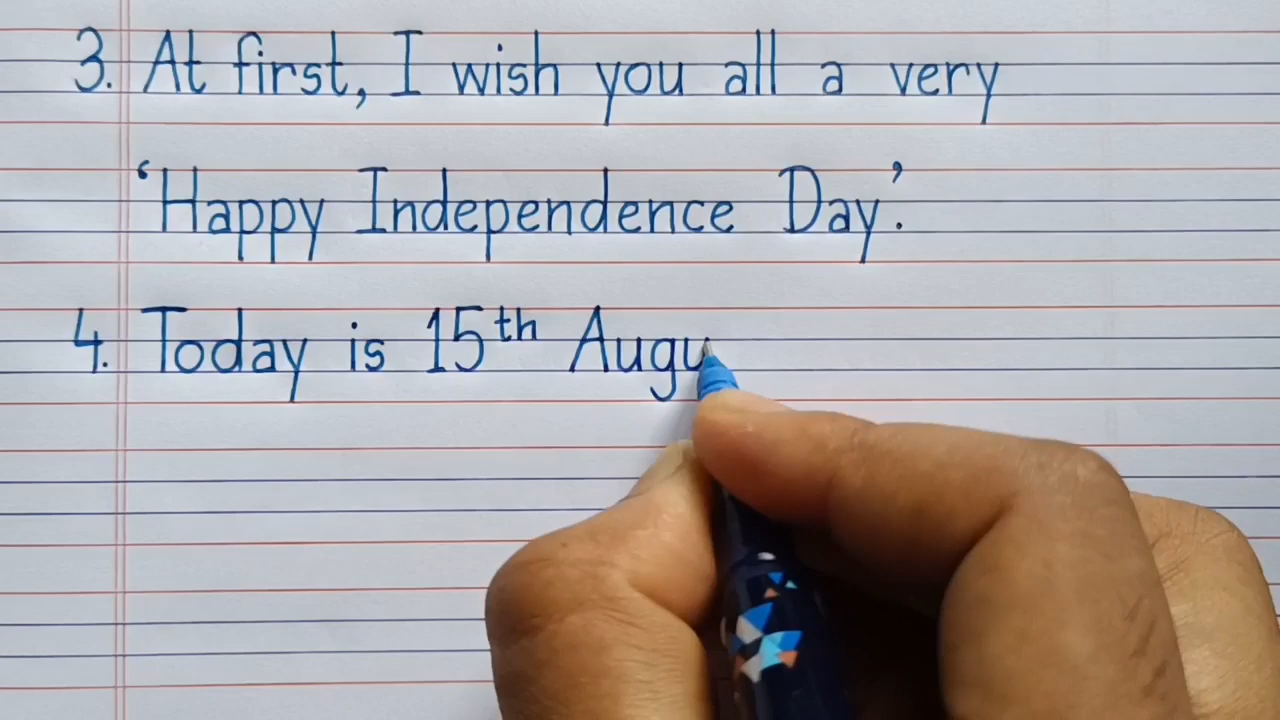 3. At first, I wish you all a very
‘Happy Independence Day’.
4. Today is 15th Augu